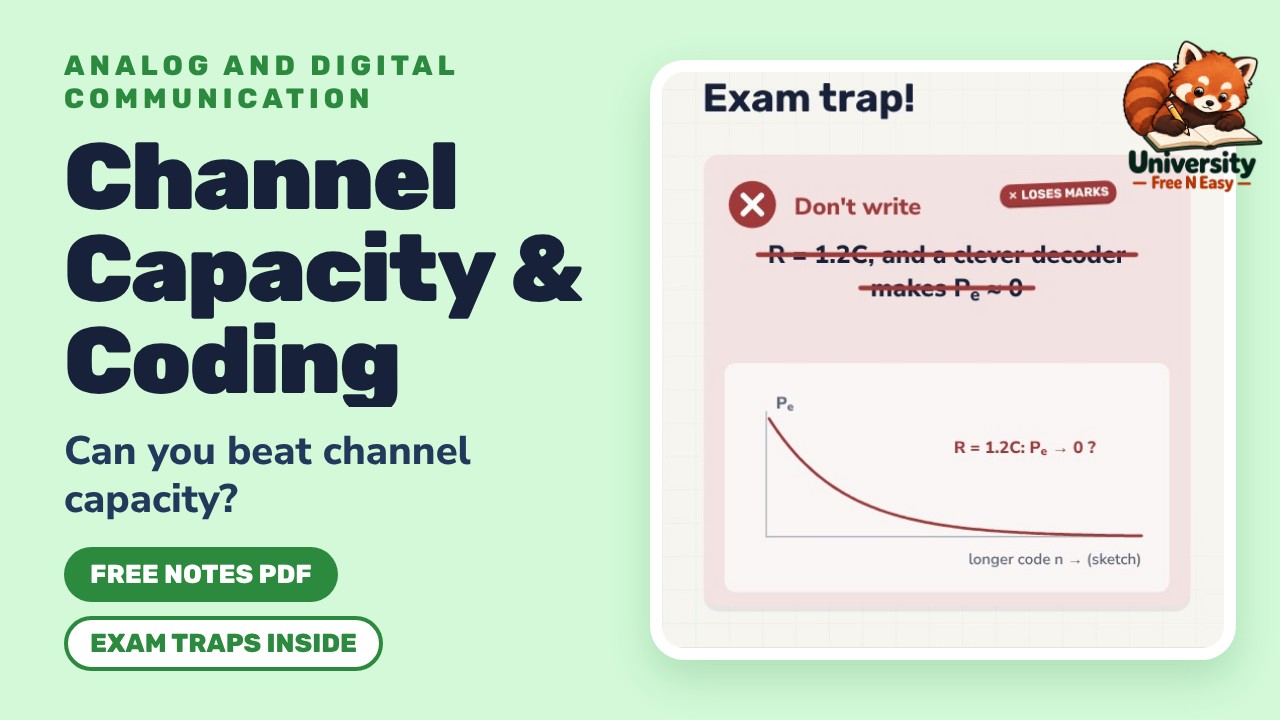 ANALOG AND DIGITAL
COMMUNICATION
Channel
Capacity &
Coding
Can you beat channel
capacity?
FREE NOTES PDF
EXAM TRAPS INSIDE
Exam trap!
Don't write
× LOSES MARKS
R = 1.2C, and a clever decoder
makes Pₑ ≈ 0
Pₑ
R = 1.2C: Pₑ → 0 ?
longer code n → (sketch)
University
Free N Easy